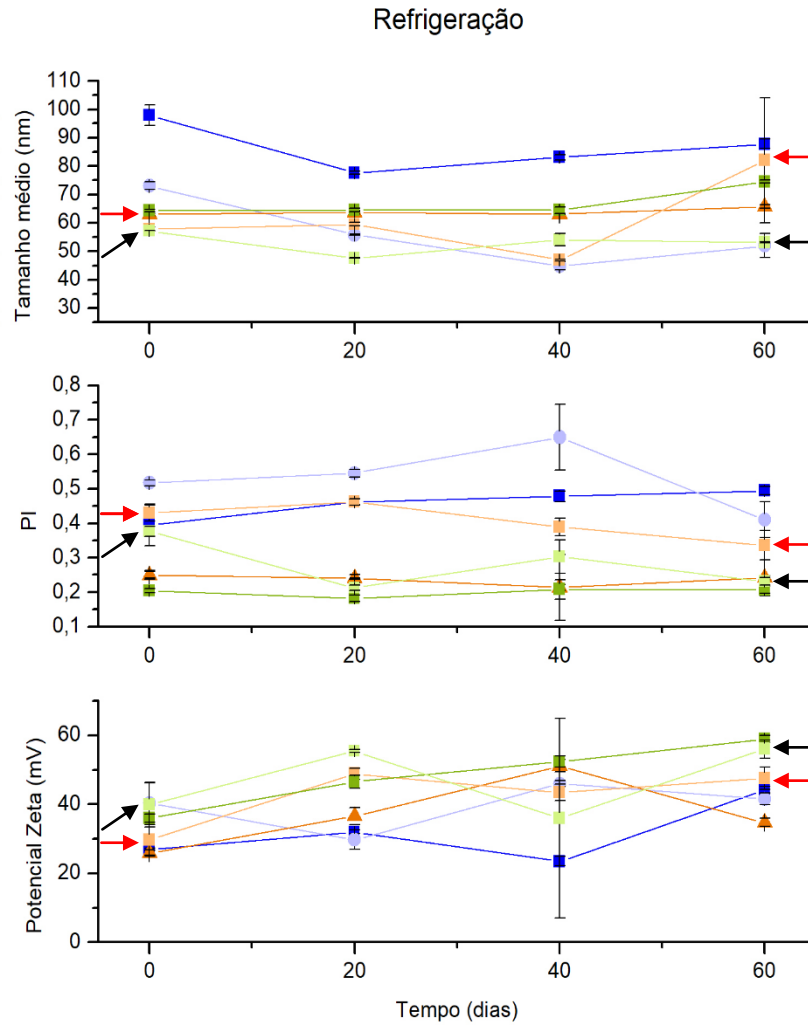 Refrigeração
110
100
90
80
70
60
50
40
30
Tamanho médio (nm)
0 20 40 60
0,8
0,7
0,6
0,5
0,4
0,3
0,2
0,1
PI
0 20 40 60
60
40
20
0
Potencial Zeta (mV)
0 20 40 60
Tempo (dias)